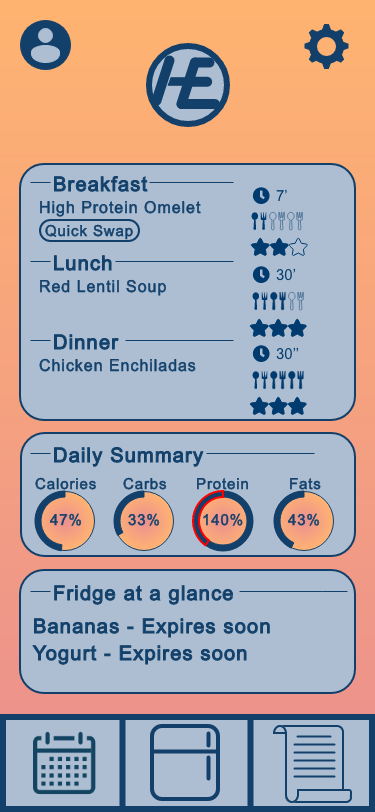 HE
Breakfast
7’
High Protein Omelet
Quick Swap
Lunch
30’
Red Lentil Soup
Dinner
30’’
Chicken Enchiladas
Daily Summary
Calories Carbs Protein Fats
47% 33% 140% 43%
Fridge at a glance
Bananas - Expires soon
Yogurt - Expires soon